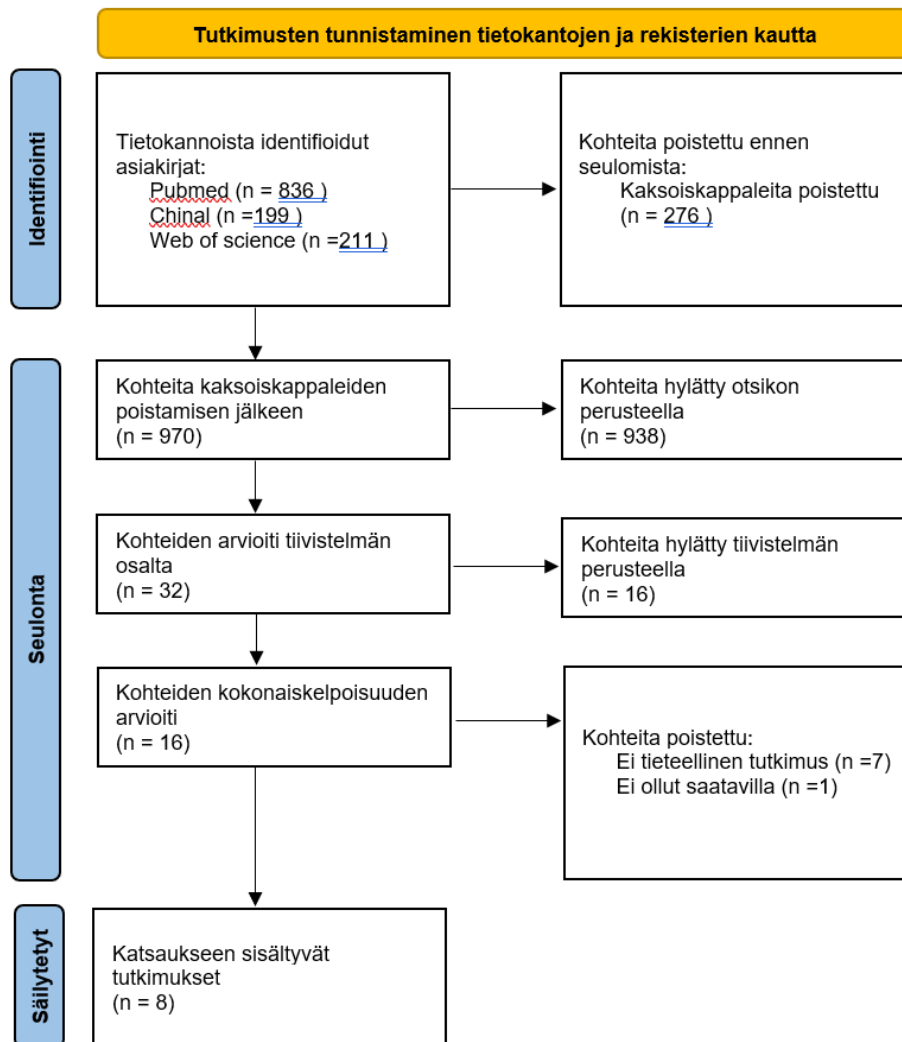 Tutkimusten tunnistaminen tietokantojen ja rekisterien kautta
Identifiointi
Tietokannoista identifioidut
asiakirjat:
Pubmed (n = 836 )
Chinal (n =199 )
Web of science (n =211 )
Kohteita poistettu ennen
seulomista:
Kaksoiskappaleita poistettu
(n = 276 )
Seulonta
Kohteita kaksoiskappaleiden
poistamisen jälkeen
(n = 970)
Kohteita hylätty otsikon
perusteella
(n = 938)
Kohteiden arvioiti tiivistelmän
osalta
(n = 32)
Kohteita hylätty tiivistelmän
perusteella
(n = 16)
Kohteiden kokonaiskelpoisuuden
arvioiti
(n = 16)
Kohteita poistettu:
Ei tieteellinen tutkimus (n =7)
Ei ollut saatavilla (n =1)
Säilytetyt
Katsaukseen sisältyvät
tutkimukset
(n = 8)